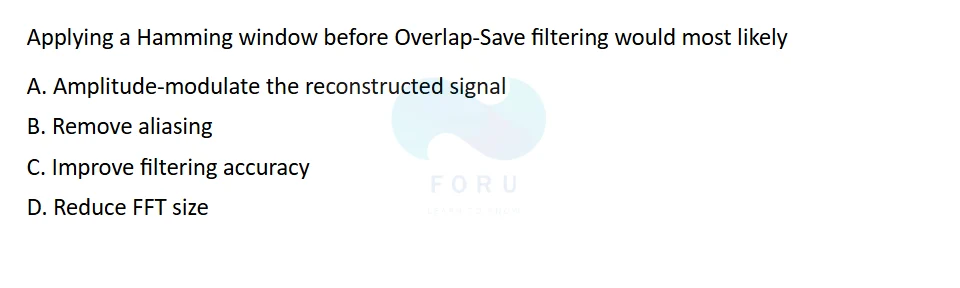 Applying a Hamming window before Overlap-Save filtering would most likely
A. Amplitude-modulate the reconstructed signal
B. Remove aliasing
C. Improve filtering accuracy
FORU
D. Reduce FFT size